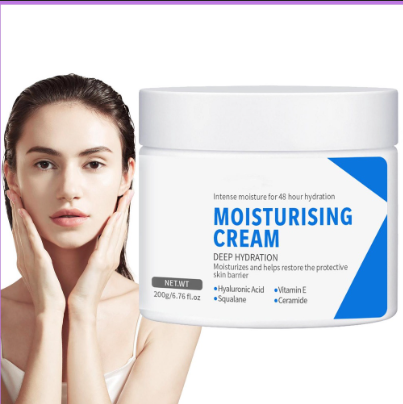 Intense moisture for 48 hour hydration
MOISTURISING
CREAM
DEEP HYDRATION
Moisturizes and helps restore the protective
skin barrier
•Hyaluronic Acid •Vitamin E
•Squalane •Ceramide
NET.WT
200g/6.76 fl.oz